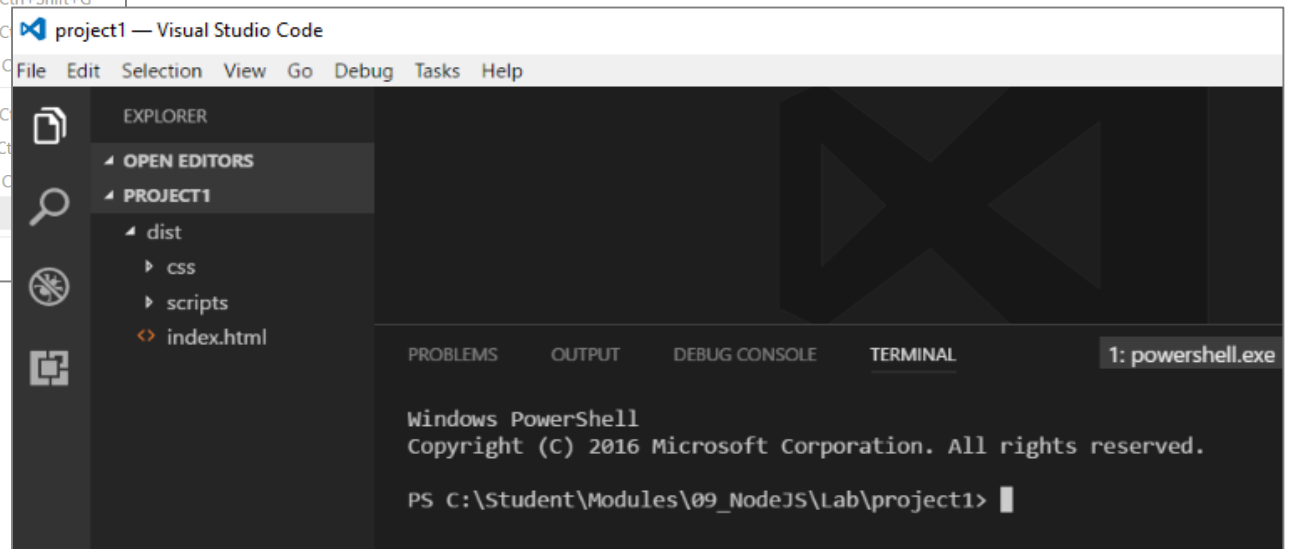 Ctrl+Shift+G
project1 — Visual Studio Code
File Edit Selection View Go Debug Tasks Help
EXPLORER
OPEN EDITORS
PROJECT1
dist
css
scripts
index.html
PROBLEMS OUTPUT DEBUG CONSOLE TERMINAL 1: powershell.exe
Windows PowerShell
Copyright (C) 2016 Microsoft Corporation. All rights reserved.
PS C:\Student\Modules\09_NodeJS\Lab\project1>